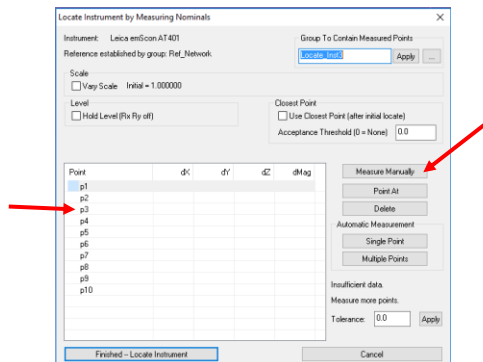 Locate Instrument by Measuring Nominals
Instrument: Leica emScon AT401
Reference established by group: Ref_Network
Group To Contain Measured Points
Locate_Inst3
Apply
...
Scale
Vary Scale Initial = 1.000000
Level
Hold Level (Rx Ry off)
Closest Point
Use Closest Point (after initial locate)
Acceptance Threshold (0 = None) 0.0
Point dX dY dZ dMag
p1
p2
p3
p4
p5
p6
p7
p8
p9
p10
Measure Manually
Point At
Delete
Automatic Measurement
Single Point
Multiple Points
Insufficient data.
Measure more points.
Tolerance: 0.0 Apply
Finished -- Locate Instrument
Cancel